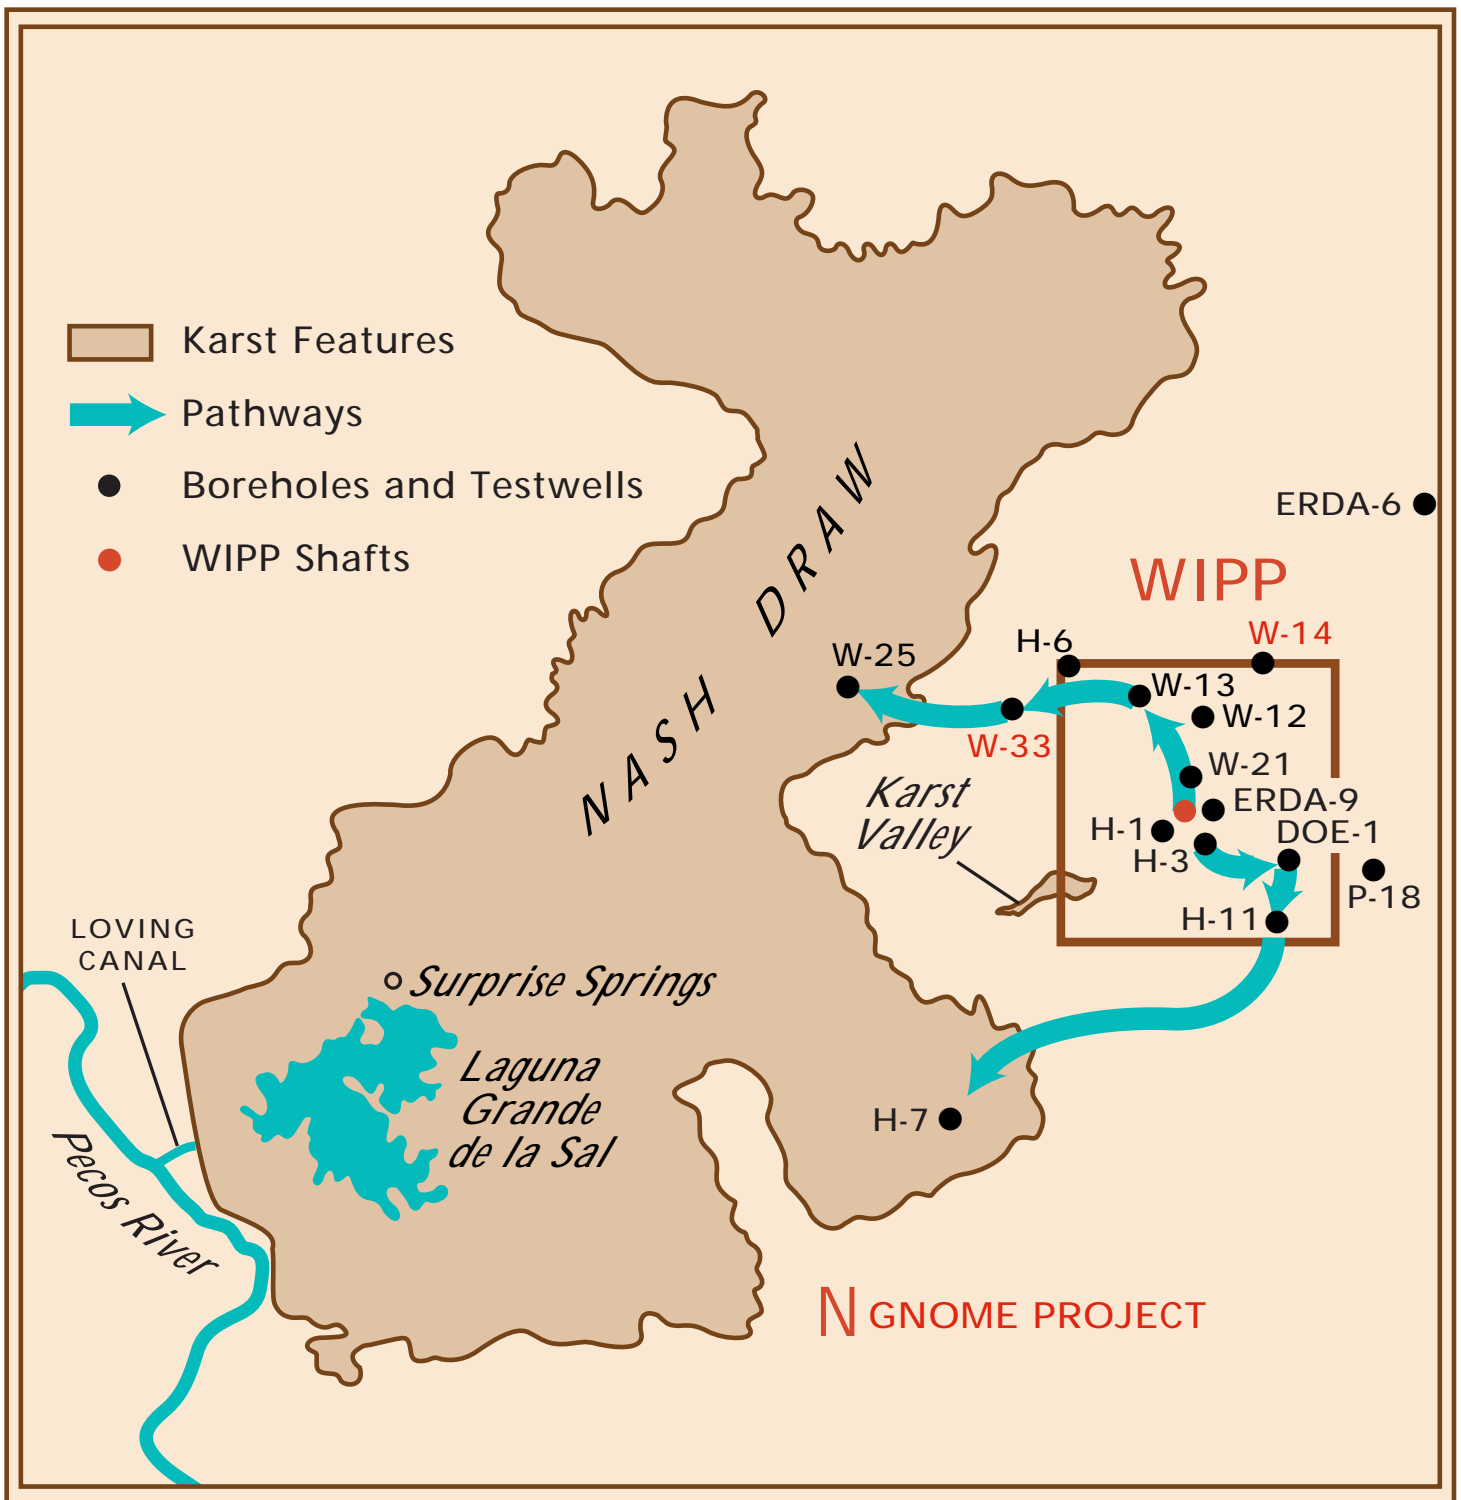 Karst Features
Pathways
Boreholes and Testwells
WIPP Shafts
NASH DRAW
ERDA-6
WIPP
W-14
H-6
W-25
W-13
W-12
W-33
W-21
ERDA-9
Karst
Valley
H-1
DOE-1
H-3
P-18
H-11
LOVING
CANAL
Surprise Springs
Laguna
Grande
de la Sal
H-7
Pecos River
N GNOME PROJECT